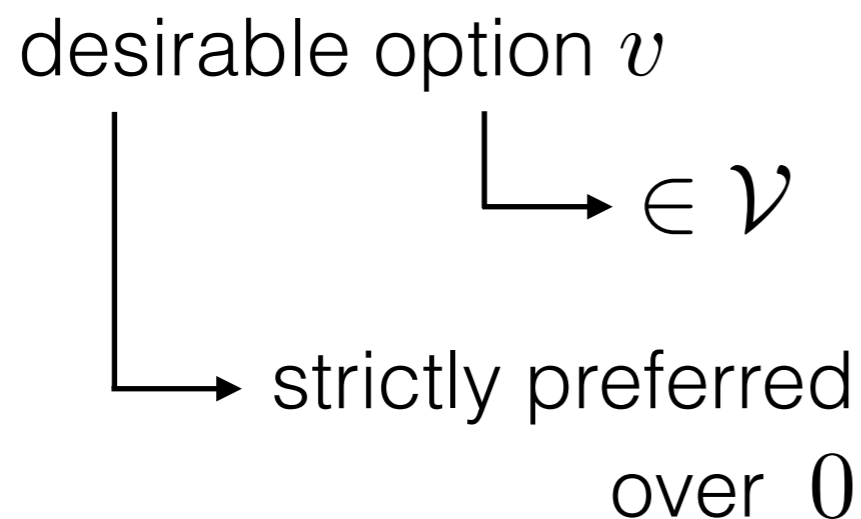 desirable option v
∈ 𝒱
strictly preferred
over 0